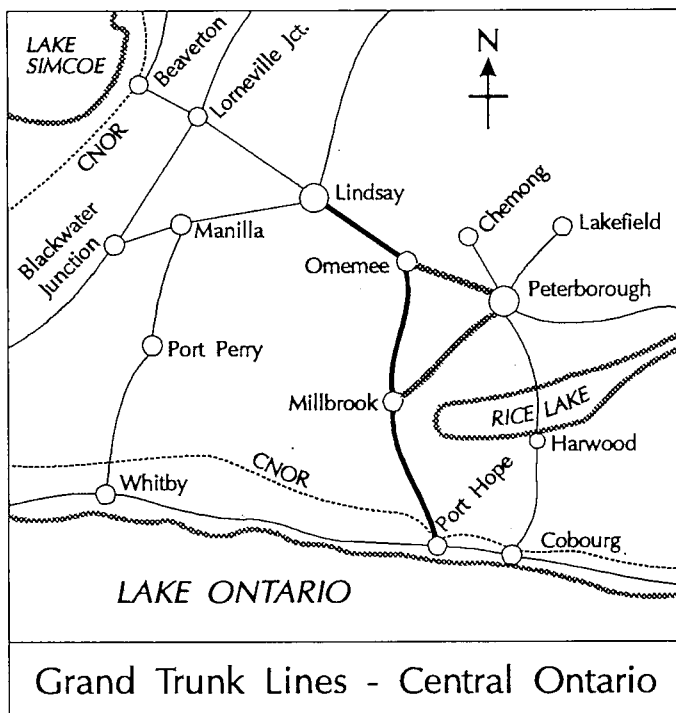 LAKE
SIMCOE
Beaverton
Lorneville Jct.
N
CNOR
Lindsay
Chemong
Lakefield
Blackwater
Junction
Manilla
Omemee
Peterborough
Port Perry
Millbrook
RICE LAKE
Harwood
CNOR
Whitby
Port Hope
Cobourg
LAKE ONTARIO
Grand Trunk Lines - Central Ontario